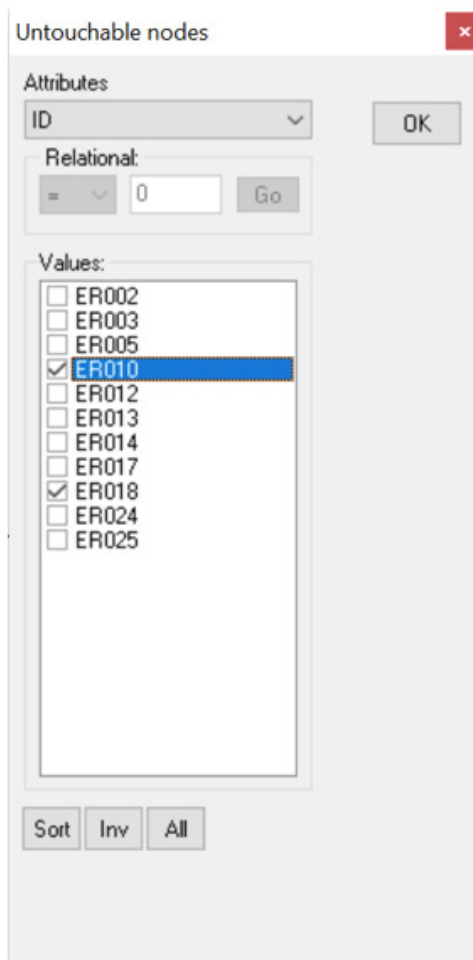 Untouchable nodes
×
Attributes
ID
OK
Relational:
= 0 Go
Values:
ER002
ER003
ER005
ER010
ER012
ER013
ER014
ER017
ER018
ER024
ER025
Sort Inv All